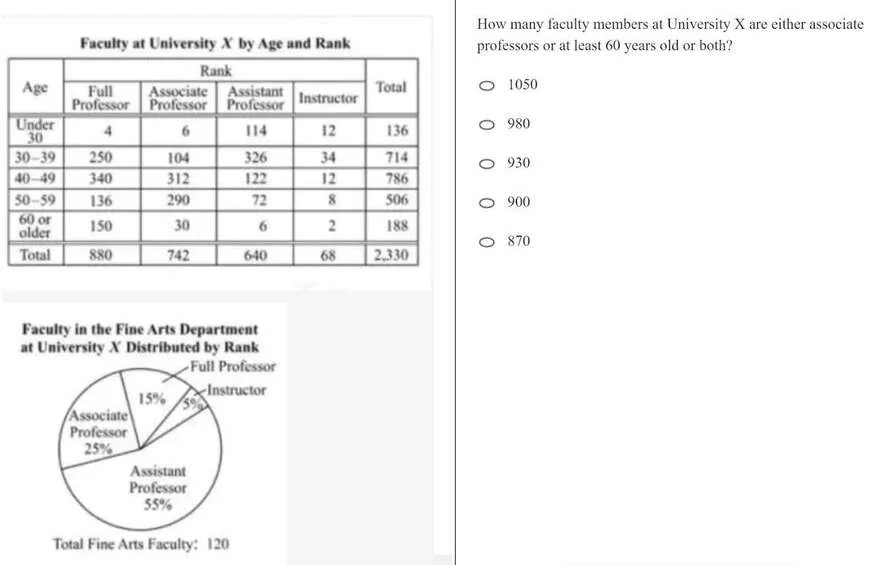 Faculty at University X by Age and Rank
Age
Rank
Total
Full Professor
Associate Professor
Assistant Professor
Instructor
Under 30 4 6 114 12 136
30–39 250 104 326 34 714
40–49 340 312 122 12 786
50–59 136 290 72 8 506
60 or older 150 30 6 2 188
Total 880 742 640 68 2,330
Faculty in the Fine Arts Department
at University X Distributed by Rank
Full Professor
Instructor
15%
5%
Associate
Professor
25%
Assistant
Professor
55%
Total Fine Arts Faculty: 120
How many faculty members at University X are either associate
professors or at least 60 years old or both?
1050
980
930
900
870